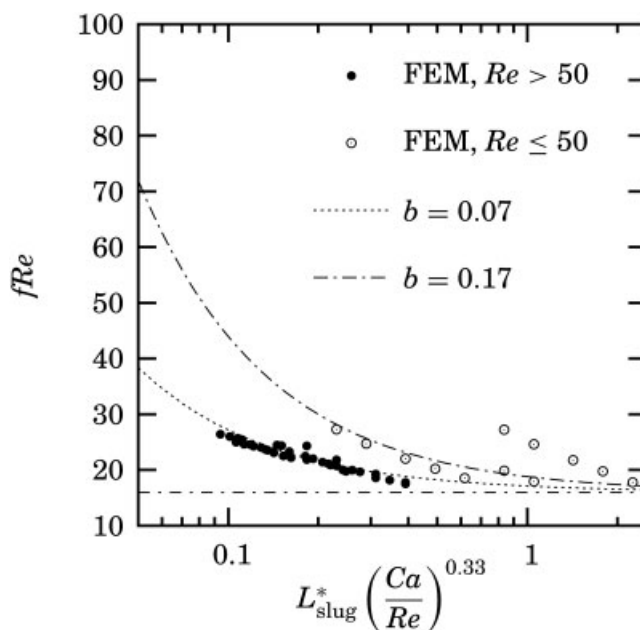 100
90
80
70
60
50
40
30
20
10
fRe
FEM, Re > 50
FEM, Re ≤ 50
b = 0.07
b = 0.17
0.1 1
L*slug (Ca/Re)^0.33